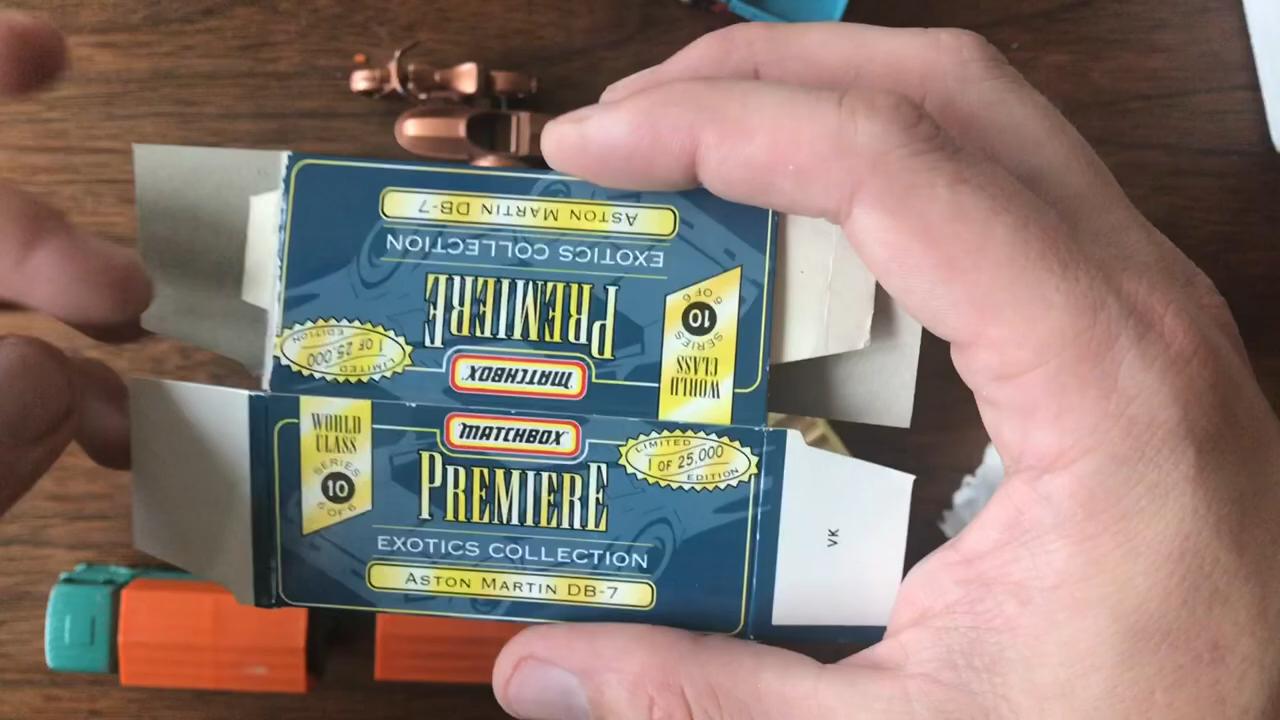 ASTON MARTIN DB-7
EXOTICS COLLECTION
PREMIERE
MATCHBOX
LIMITED
1 OF 25,000
EDITION
WORLD
CLASS
SERIES
10
6 OF 6
WORLD
CLASS
SERIES
10
6 OF 6
MATCHBOX
PREMIERE
LIMITED
1 OF 25,000
EDITION
EXOTICS COLLECTION
ASTON MARTIN DB-7
VK